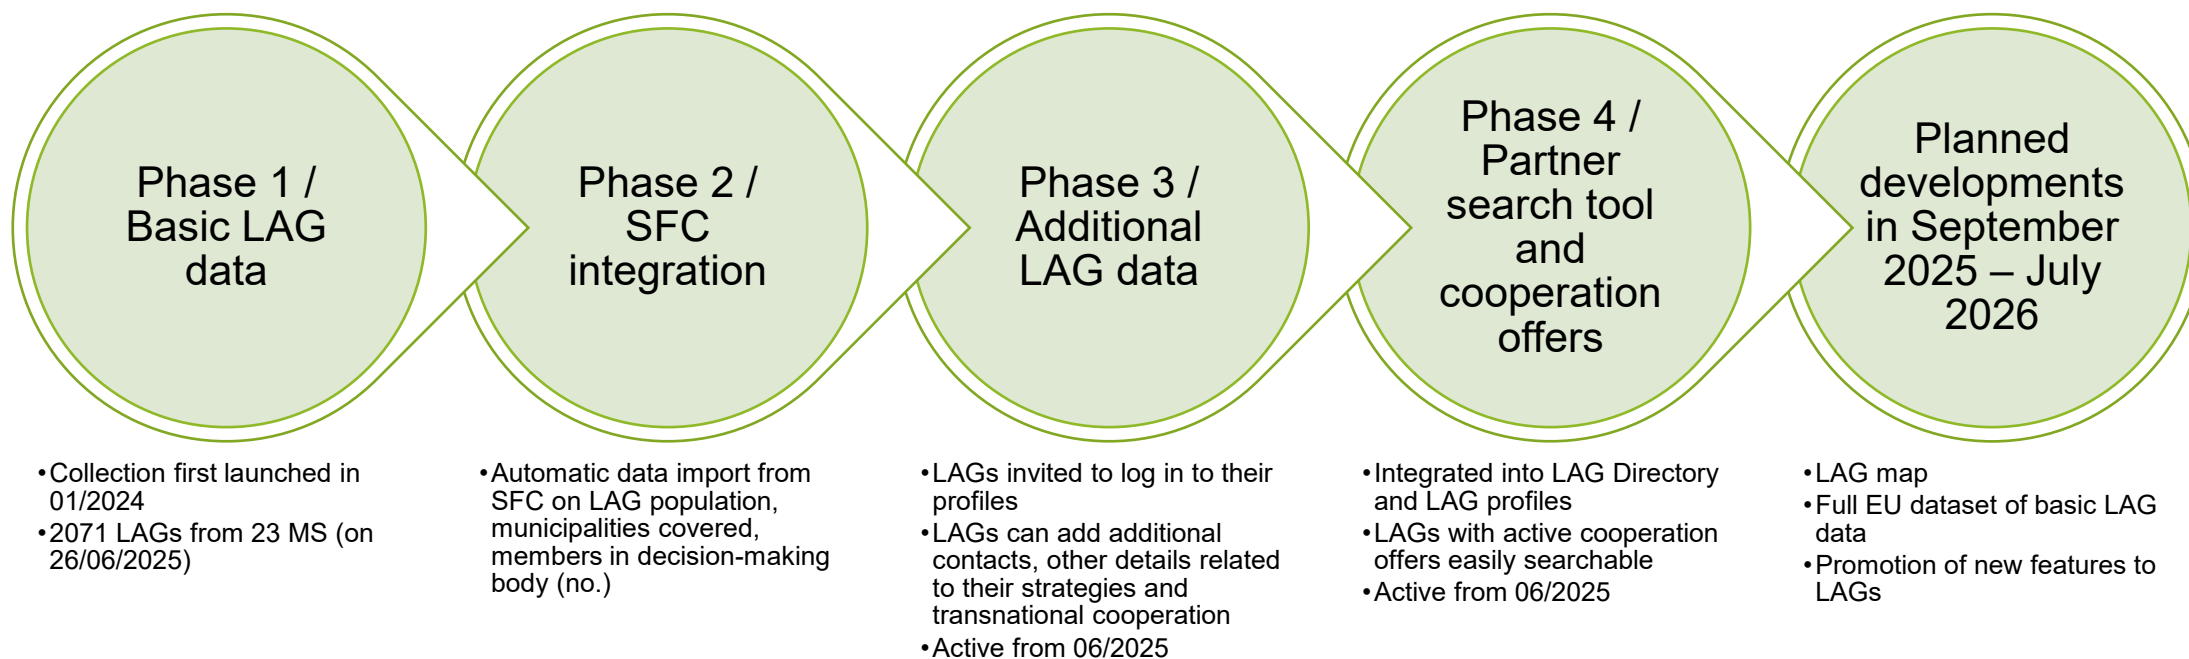 Phase 1 /
Basic LAG
data
•Collection first launched in
01/2024
•2071 LAGs from 23 MS (on
26/06/2025)
Phase 2 /
SFC
integration
•Automatic data import from
SFC on LAG population,
municipalities covered,
members in decision-making
body (no.)
Phase 3 /
Additional
LAG data
•LAGs invited to log in to their
profiles
•LAGs can add additional
contacts, other details related
to their strategies and
transnational cooperation
•Active from 06/2025
Phase 4 /
Partner
search tool
and
cooperation
offers
•Integrated into LAG Directory
and LAG profiles
•LAGs with active cooperation
offers easily searchable
•Active from 06/2025
Planned
developments
in September
2025 – July
2026
•LAG map
•Full EU dataset of basic LAG
data
•Promotion of new features to
LAGs